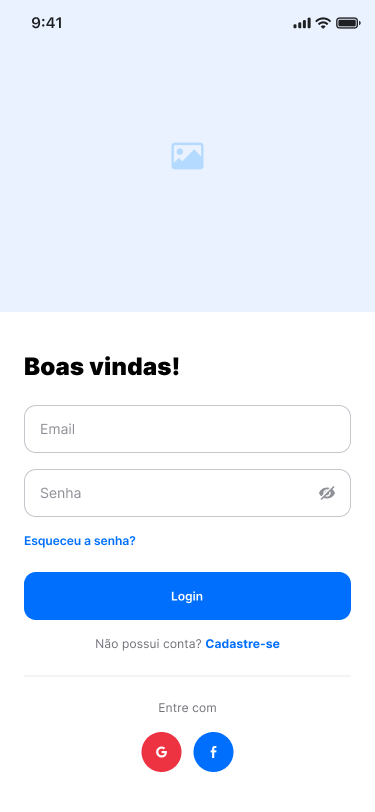 9:41
Boas vindas!
Email
Senha
Esqueceu a senha?
Login
Não possui conta? Cadastre-se
Entre com
G f